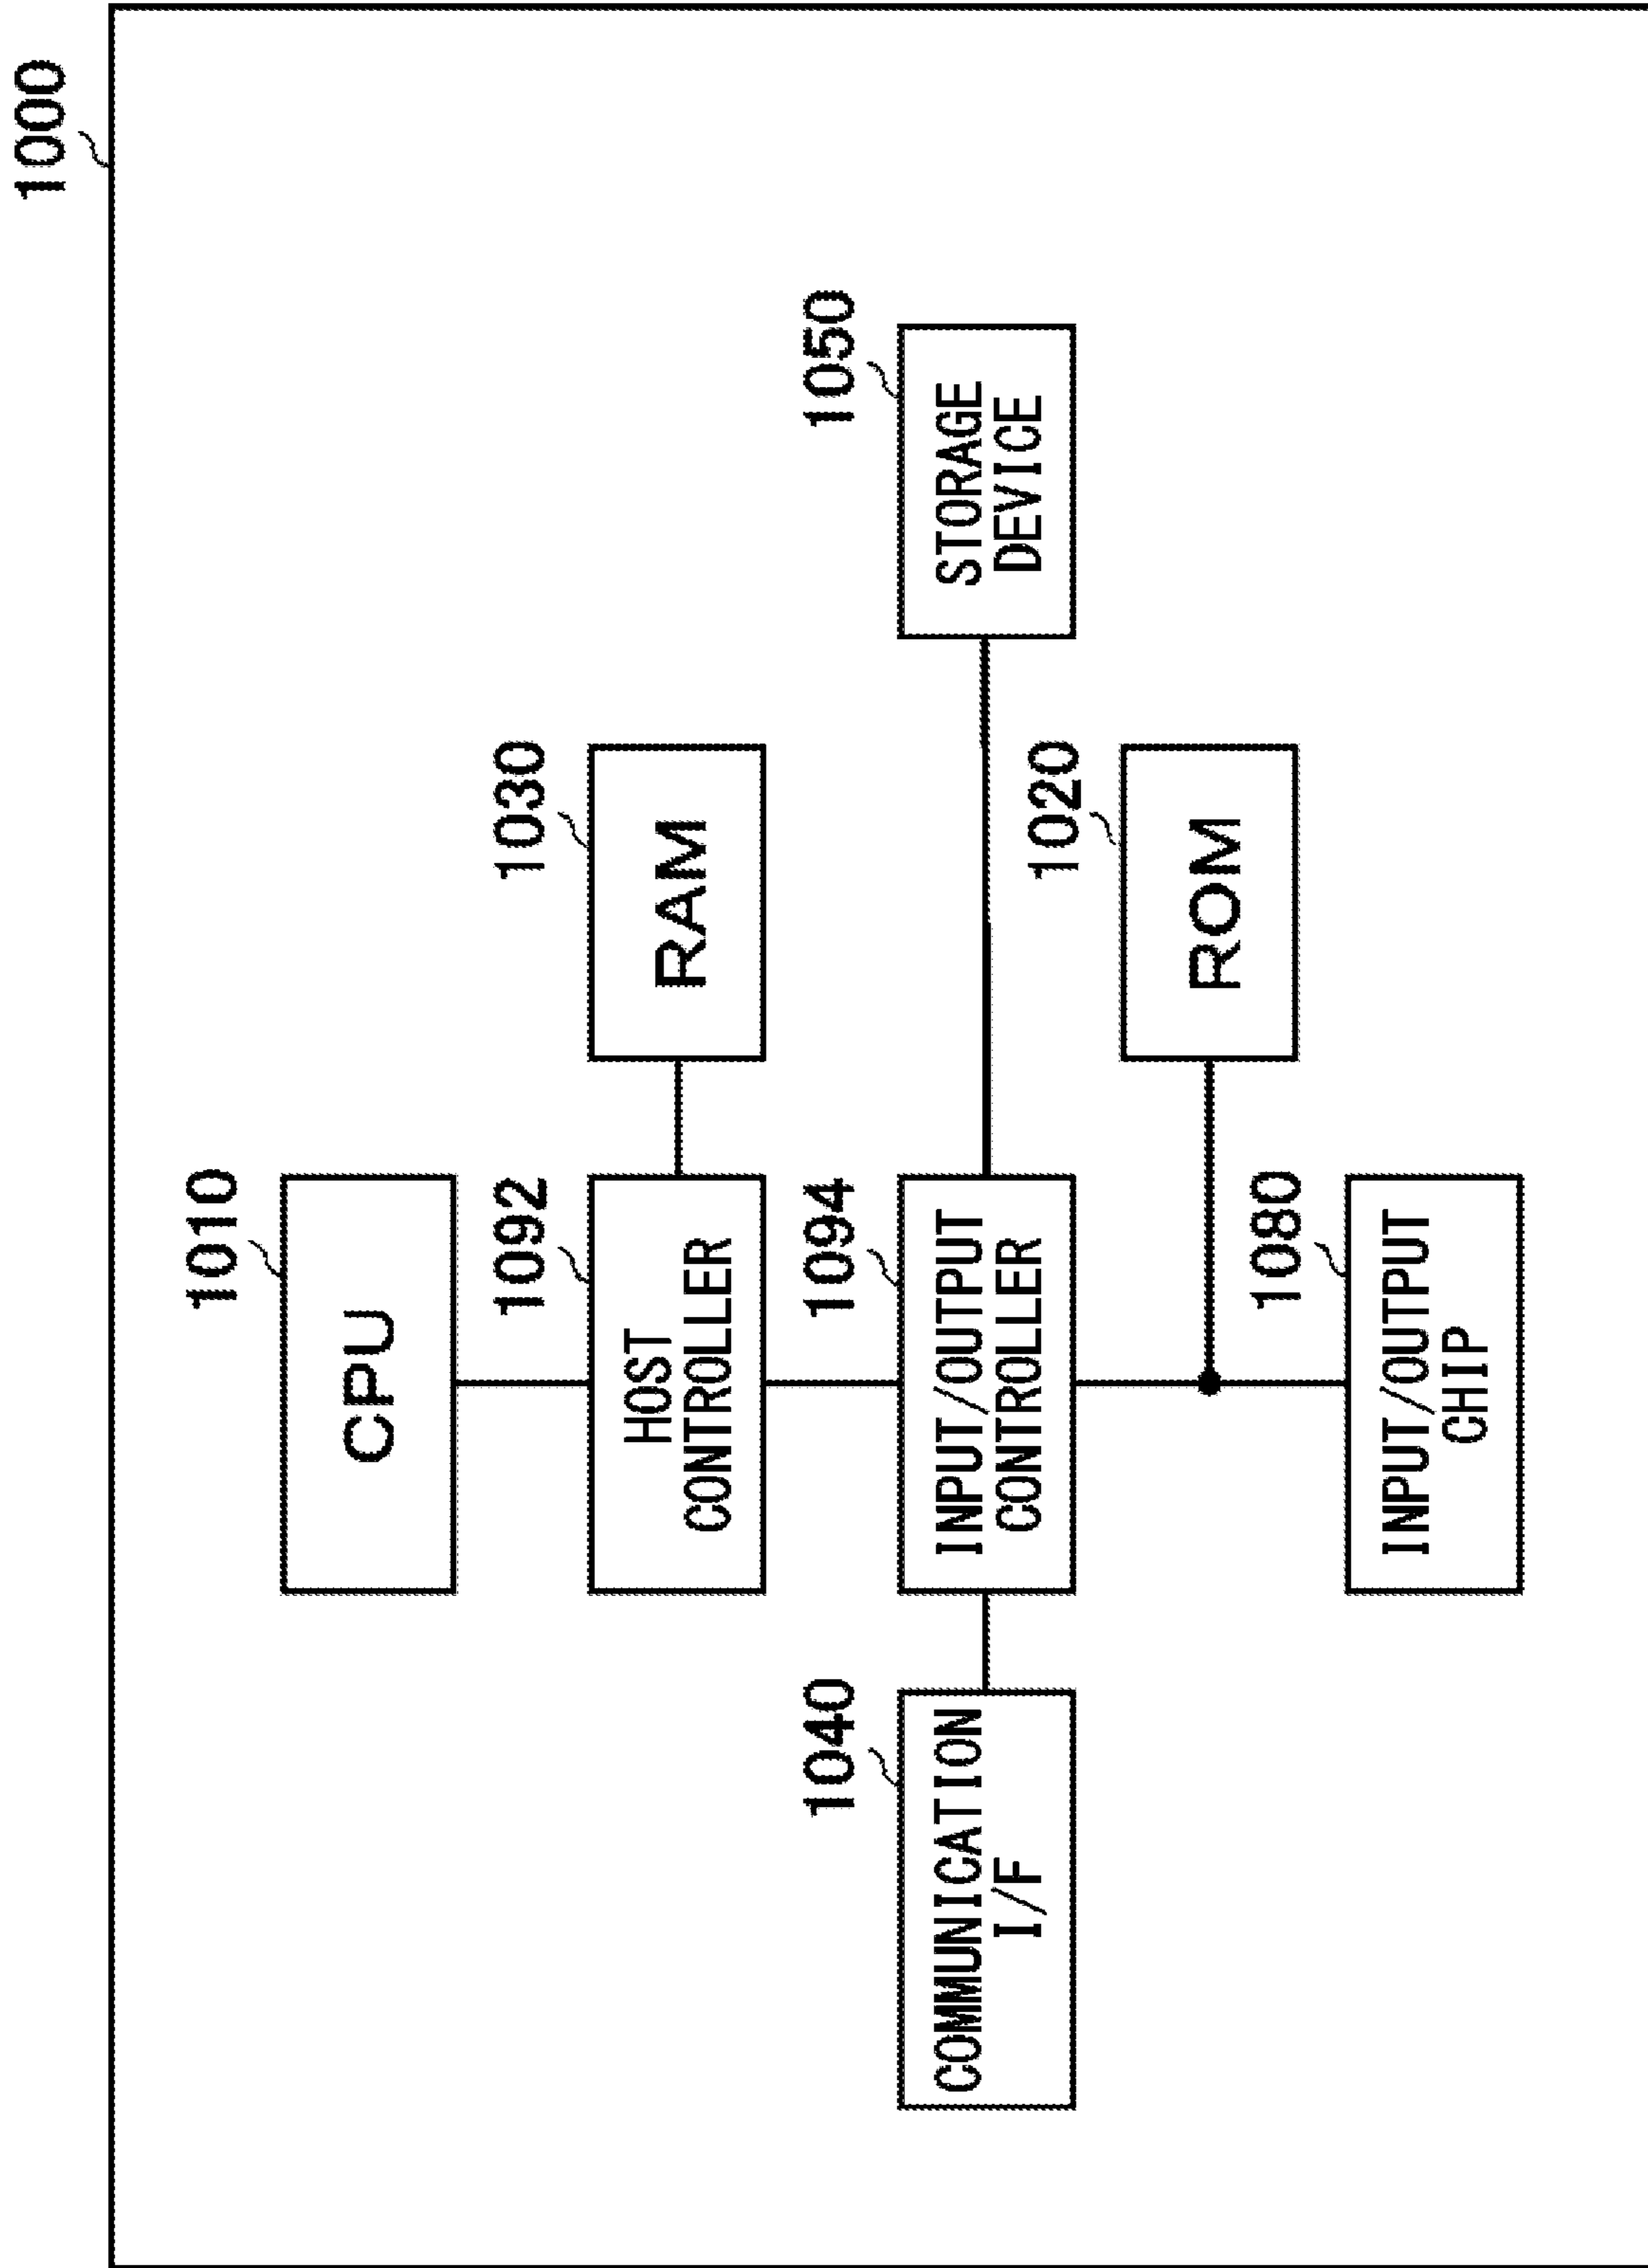 1000
1010
CPU
1092
HOST
CONTROLLER
1030
RAM
1040
COMMUNICATION
I/F
1094
INPUT/OUTPUT
CONTROLLER
1050
STORAGE
DEVICE
1020
ROM
1080
INPUT/OUTPUT
CHIP